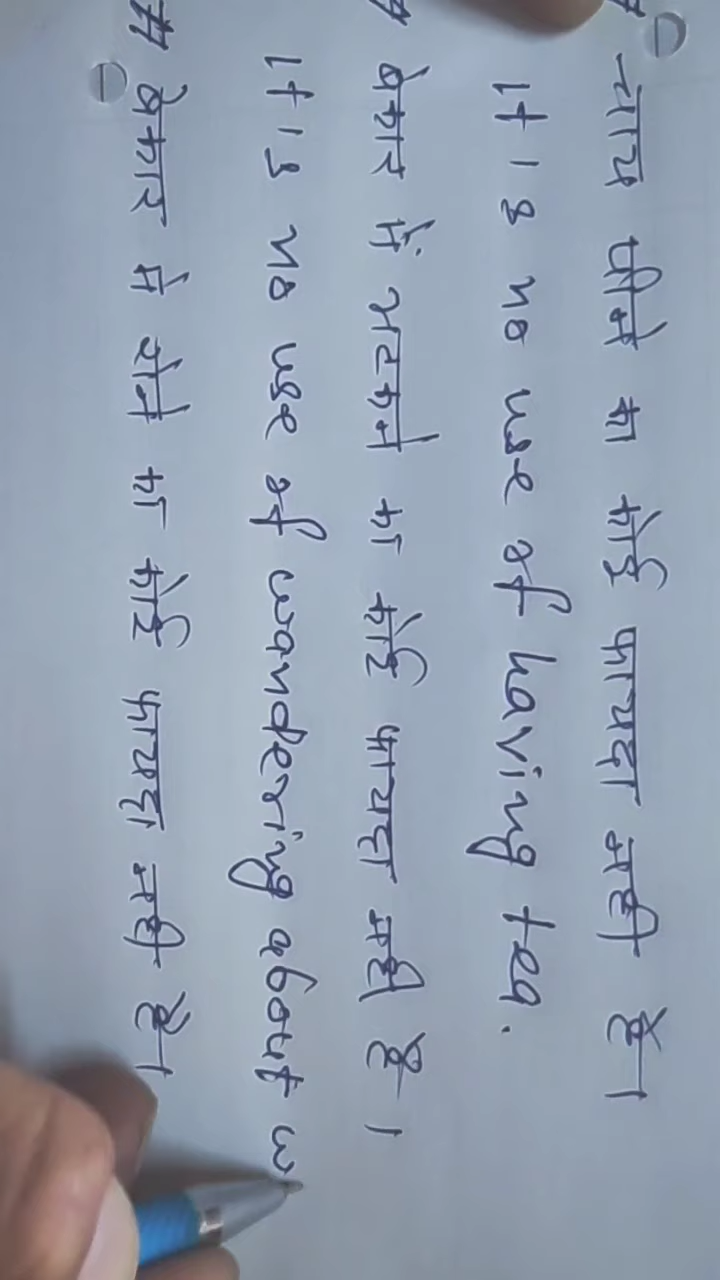 # चाय पीने का कोई फायदा नही है।
It is no use of having tea.
# बेकार में भटकने का कोई फायदा नही है।
It is no use of wandering about w
# बेकार में रोने का कोई फायदा नही है।